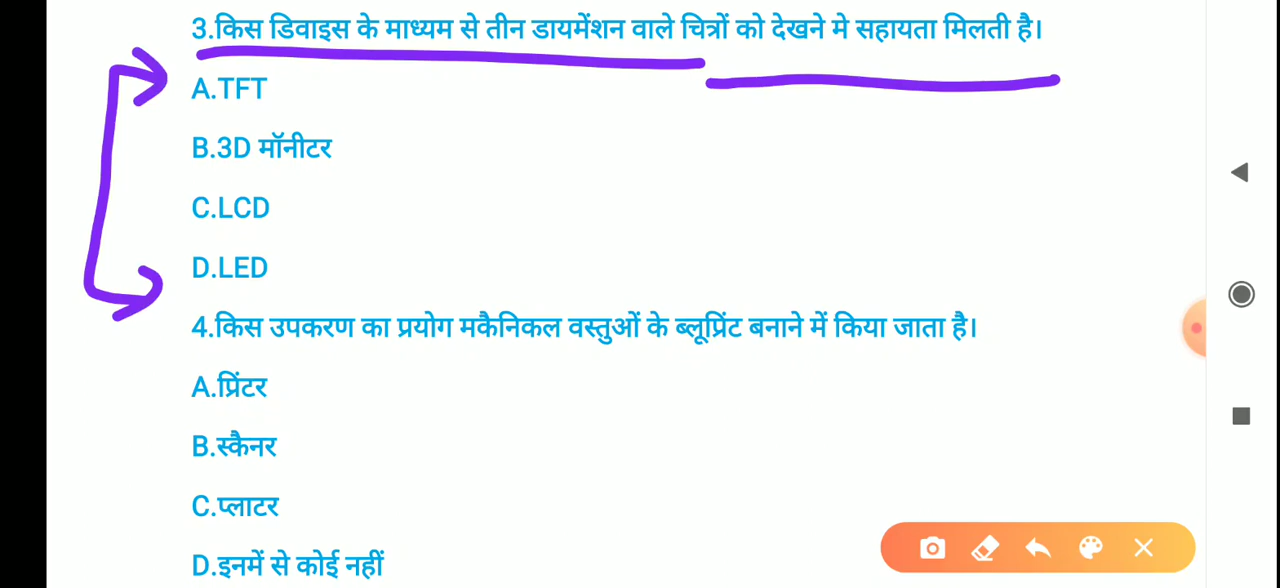 3.किस डिवाइस के माध्यम से तीन डायमेंशन वाले चित्रों को देखने मे सहायता मिलती है।
A.TFT
B.3D मॉनीटर
C.LCD
D.LED
4.किस उपकरण का प्रयोग मकैनिकल वस्तुओं के ब्लूप्रिंट बनाने में किया जाता है।
A.प्रिंटर
B.स्कैनर
C.प्लाटर
D.इनमें से कोई नहीं